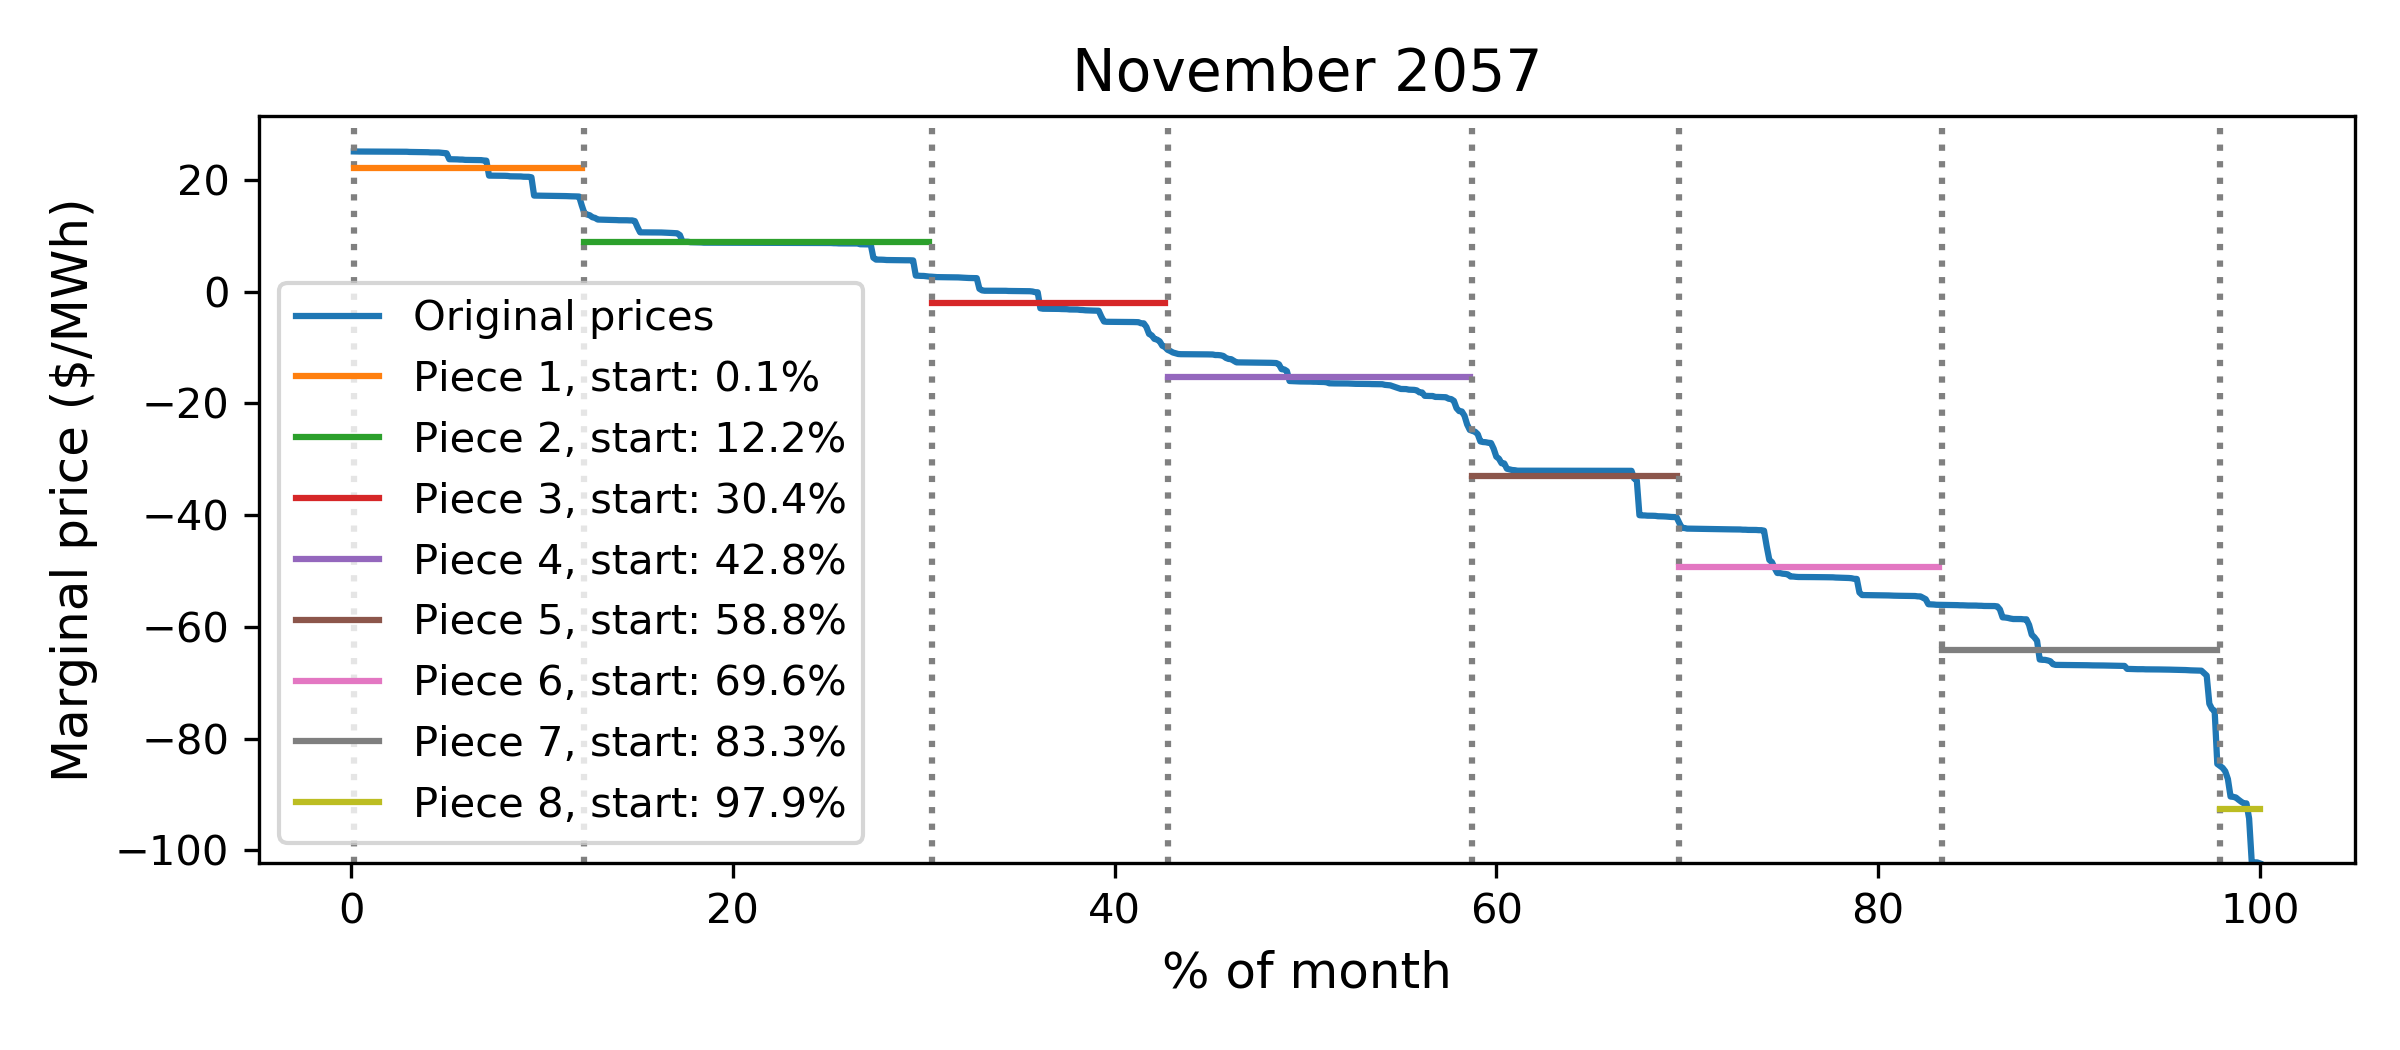 November 2057
Marginal price ($/MWh)
20
0
−20
−40
−60
−80
−100
Original prices
Piece 1, start: 0.1%
Piece 2, start: 12.2%
Piece 3, start: 30.4%
Piece 4, start: 42.8%
Piece 5, start: 58.8%
Piece 6, start: 69.6%
Piece 7, start: 83.3%
Piece 8, start: 97.9%
0 20 40 60 80 100
% of month